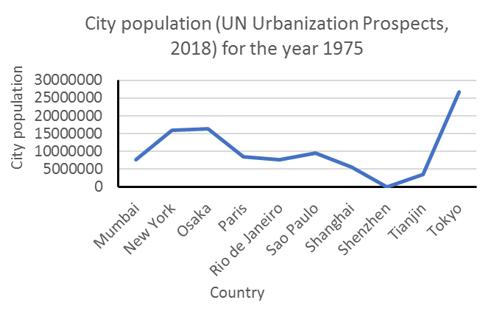 City population (UN Urbanization Prospects,
2018) for the year 1975
City population
30000000
25000000
20000000
15000000
10000000
5000000
0
Mumbai
New York
Osaka
Paris
Rio de Janeiro
Sao Paulo
Shanghai
Shenzhen
Tianjin
Tokyo
Country